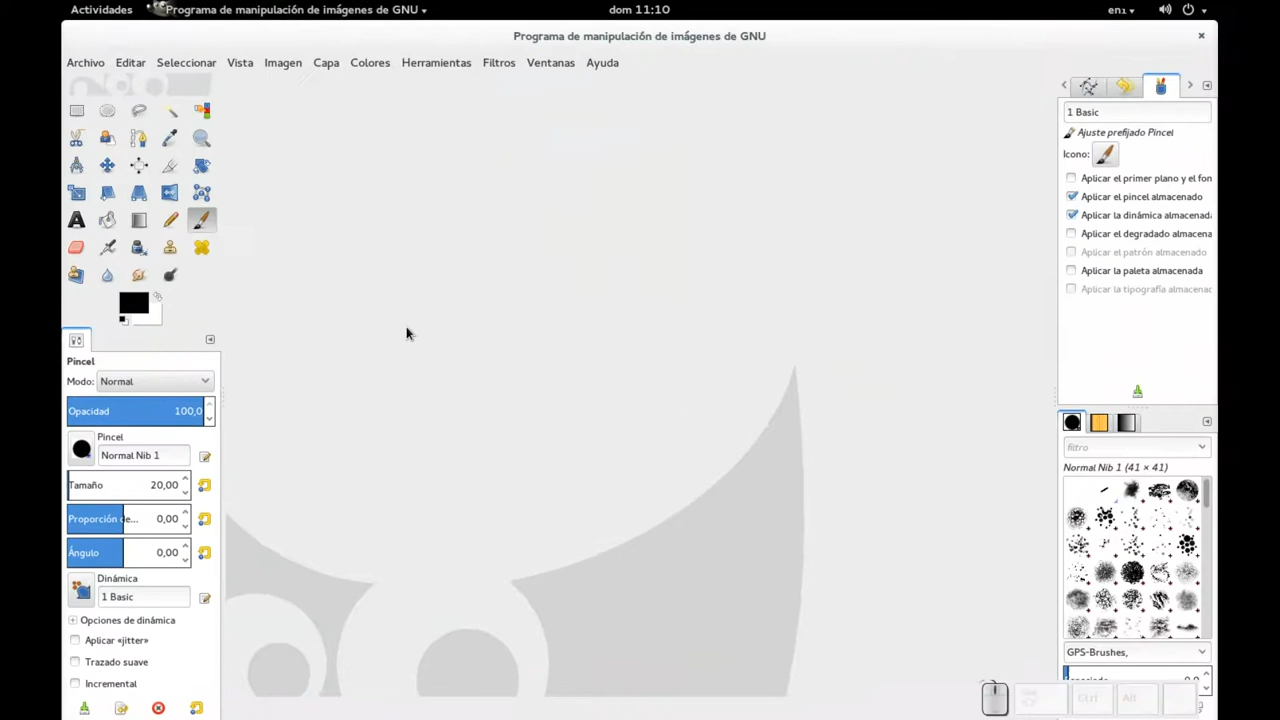 Actividades Programa de manipulación de imágenes de GNU dom 11:10 en₁
Programa de manipulación de imágenes de GNU
Archivo Editar Seleccionar Vista Imagen Capa Colores Herramientas Filtros Ventanas Ayuda
1 Basic
Ajuste prefijado Pincel
Icono:
Aplicar el primer plano y el fon
Aplicar el pincel almacenado
Aplicar la dinámica almacenada
Aplicar el degradado almacena
Aplicar el patrón almacenado
Aplicar la paleta almacenada
Aplicar la tipografía almacenad
Pincel
Modo: Normal
Opacidad 100,0
Pincel
Normal Nib 1
Tamaño 20,00
Proporción de... 0,00
Ángulo 0,00
Dinámica
1 Basic
Opciones de dinámica
Aplicar «jitter»
Trazado suave
Incremental
filtro
Normal Nib 1 (41 × 41)
GPS-Brushes,
Ctrl Alt